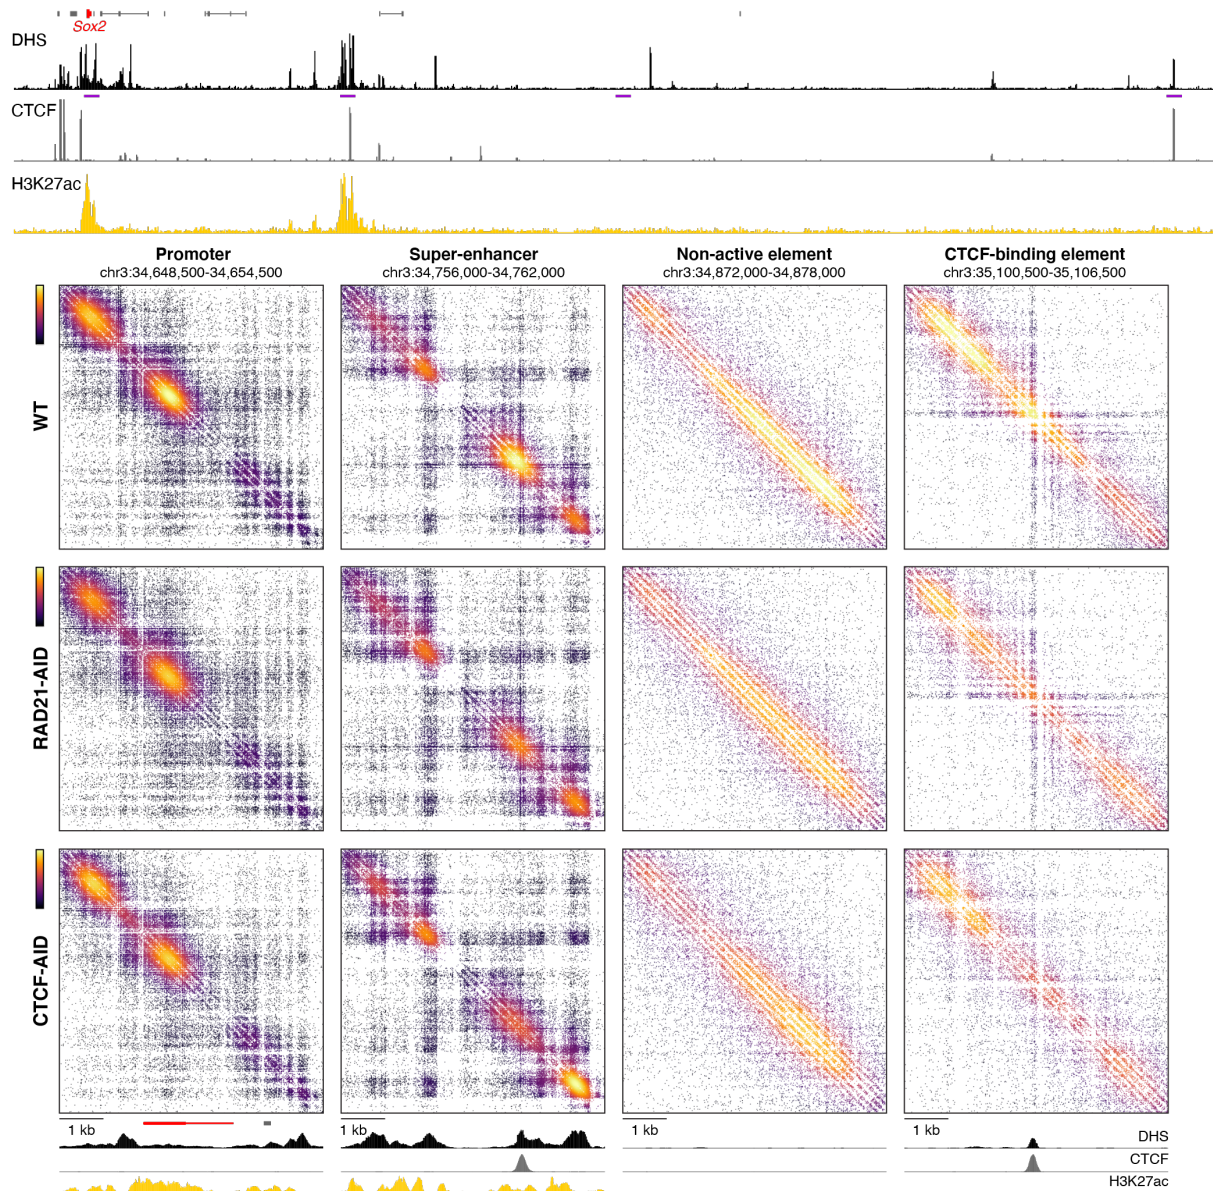 Sox2
DHS
CTCF
H3K27ac
Promoter
chr3:34,648,500-34,654,500
Super-enhancer
chr3:34,756,000-34,762,000
Non-active element
chr3:34,872,000-34,878,000
CTCF-binding element
chr3:35,100,500-35,106,500
WT
RAD21-AID
CTCF-AID
1 kb
1 kb
1 kb
1 kb
DHS
CTCF
H3K27ac